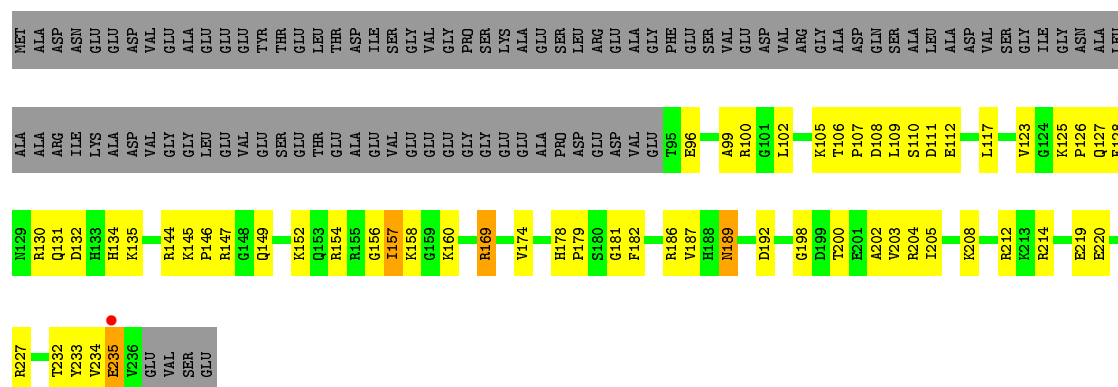 MET ALA ASP ASN GLU GLU ASP VAL GLU ALA GLU GLU GLU TYR THR GLU LEU THR ASP ILE SER GLY VAL GLY PRO SER LYS ALA GLU SER LEU ARG GLU ALA GLY PHE GLU SER VAL GLU ASP VAL ARG GLY ALA ASP GLN SER ALA LEU ALA ASP VAL SER GLY ILE GLY ASN ALA LEU
ALA ALA ARG ILE LYS ALA ASP VAL GLY GLY LEU GLU VAL GLU SER GLU THR GLU ALA GLU VAL GLU GLU GLU GLY GLY GLU GLU ALA PRO ASP GLU ASP VAL GLU T95 E96 A99 R100 G101 L102 K105 T106 P107 D108 L109 S110 D111 E112 L117 V123 G124 K125 P126 Q127 E128
N129 R130 Q131 D132 H133 H134 K135 R144 K145 P146 R147 G148 Q149 K152 Q153 R154 R155 G156 I157 K158 G159 K160 R169 V174 H178 P179 S180 G181 F182 R186 V187 H188 N189 D192 G198 D199 T200 E201 A202 V203 R204 I205 K208 R212 K213 R214 E219 E220
R227 T232 Y233 V234 E235 V236 GLU VAL SER GLU